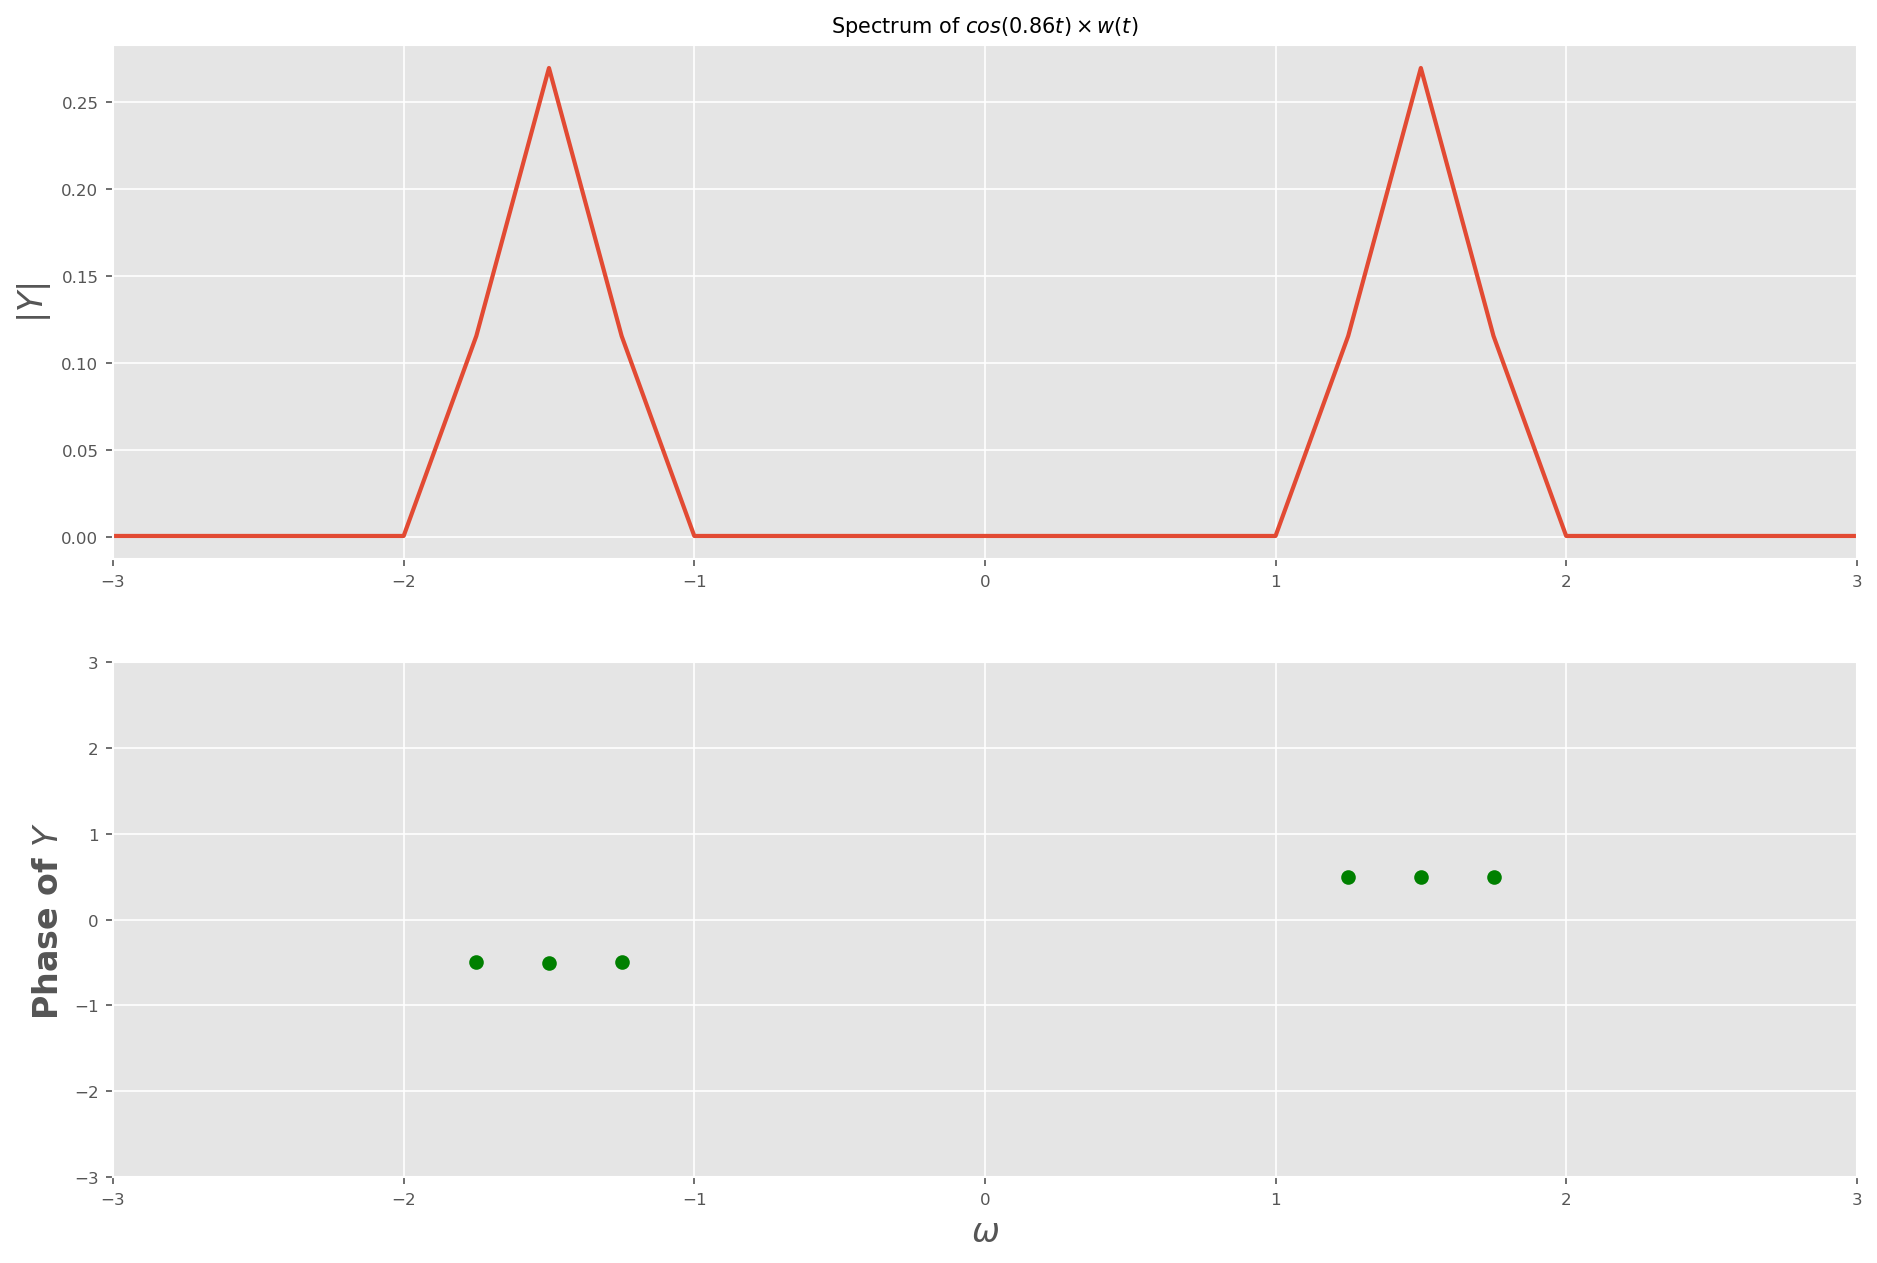 Spectrum of cos(0.86t) × w(t)
|Y|
0.25
0.20
0.15
0.10
0.05
0.00
−3 −2 −1 0 1 2 3
Phase of Y
3
2
1
0
−1
−2
−3
−3 −2 −1 0 1 2 3
ω